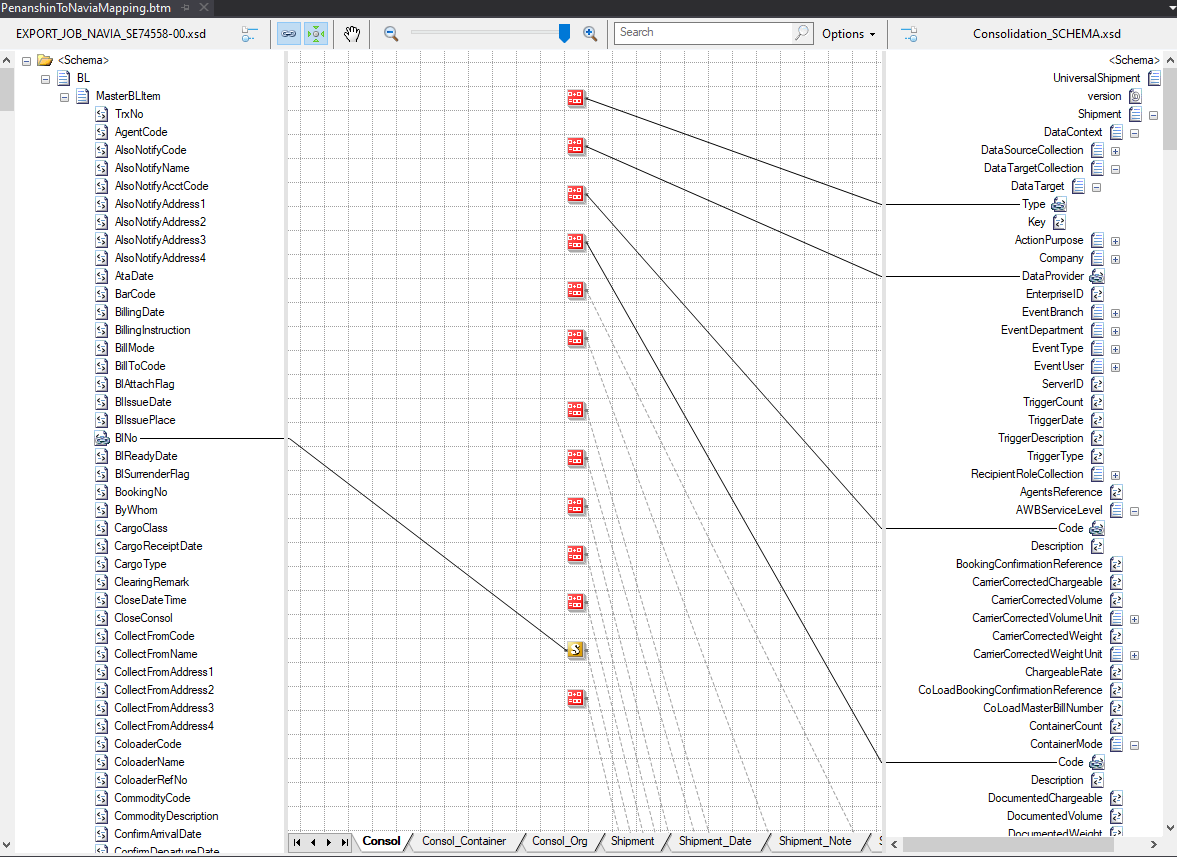 PenanshinToNaviaMapping.btm
EXPORT_JOB_NAVIA_SE74558-00.xsd
Search
Options
Consolidation_SCHEMA.xsd
<Schema>
BL
MasterBLItem
TrxNo
AgentCode
AlsoNotifyCode
AlsoNotifyName
AlsoNotifyAcctCode
AlsoNotifyAddress1
AlsoNotifyAddress2
AlsoNotifyAddress3
AlsoNotifyAddress4
AtaDate
BarCode
BillingDate
BillingInstruction
BillMode
BillToCode
BlAttachFlag
BlIssueDate
BlIssuePlace
BlNo
BlReadyDate
BlSurrenderFlag
BookingNo
ByWhom
CargoClass
CargoReceiptDate
CargoType
ClearingRemark
CloseDateTime
CloseConsol
CollectFromCode
CollectFromName
CollectFromAddress1
CollectFromAddress2
CollectFromAddress3
CollectFromAddress4
ColoaderCode
ColoaderName
ColoaderRefNo
CommodityCode
CommodityDescription
ConfirmArrivalDate
ConfirmDepartureDate
<Schema>
UniversalShipment
version
Shipment
DataContext
DataSourceCollection
DataTargetCollection
DataTarget
Type
Key
ActionPurpose
Company
DataProvider
EnterpriseID
EventBranch
EventDepartment
EventType
EventUser
ServerID
TriggerCount
TriggerDate
TriggerDescription
TriggerType
RecipientRoleCollection
AgentsReference
AWBServiceLevel
Code
Description
BookingConfirmationReference
CarrierCorrectedChargeable
CarrierCorrectedVolume
CarrierCorrectedVolumeUnit
CarrierCorrectedWeight
CarrierCorrectedWeightUnit
ChargeableRate
CoLoadBookingConfirmationReference
CoLoadMasterBillNumber
ContainerCount
ContainerMode
Code
Description
DocumentedChargeable
DocumentedVolume
DocumentedWeight
Consol
Consol_Container
Consol_Org
Shipment
Shipment_Date
Shipment_Note